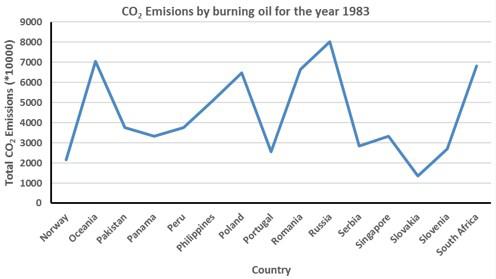 CO₂ Emisions by burning oil for the year 1983
Total CO₂ Emissions (*10000)
9000
8000
7000
6000
5000
4000
3000
2000
1000
0
Norway
Oceania
Pakistan
Panama
Peru
Philippines
Poland
Portugal
Romania
Russia
Serbia
Singapore
Slovakia
Slovenia
South Africa
Country